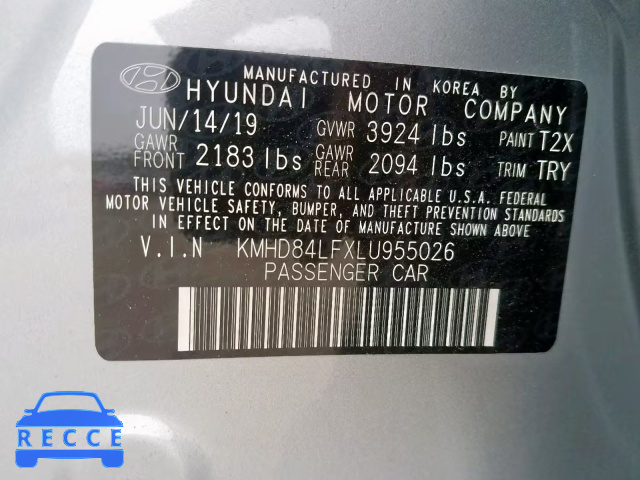 MANUFACTURED IN KOREA BY
HYUNDAI MOTOR COMPANY
JUN/14/19 GVWR 3924 lbs PAINT T2X
GAWR FRONT 2183 lbs GAWR REAR 2094 lbs TRIM TRY
THIS VEHICLE CONFORMS TO ALL APPLICABLE U.S.A. FEDERAL
MOTOR VEHICLE SAFETY, BUMPER, AND THEFT PREVENTION STANDARDS
IN EFFECT ON THE DATE OF MANUFACTURE SHOWN ABOVE.
V.I.N KMHD84LFXLU955026
PASSENGER CAR
RECCE